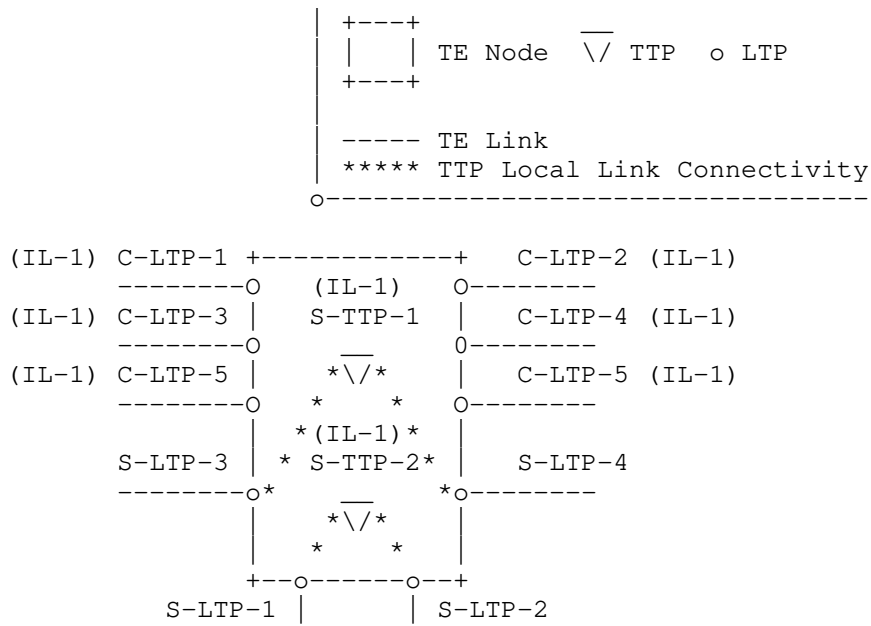 TE Node TTP o LTP
----- TE Link
***** TTP Local Link Connectivity
(IL-1) C-LTP-1 C-LTP-2 (IL-1)
(IL-1)
(IL-1) C-LTP-3 S-TTP-1 C-LTP-4 (IL-1)
(IL-1) C-LTP-5 C-LTP-5 (IL-1)
(IL-1)
S-LTP-3 S-TTP-2 S-LTP-4
S-LTP-1 S-LTP-2